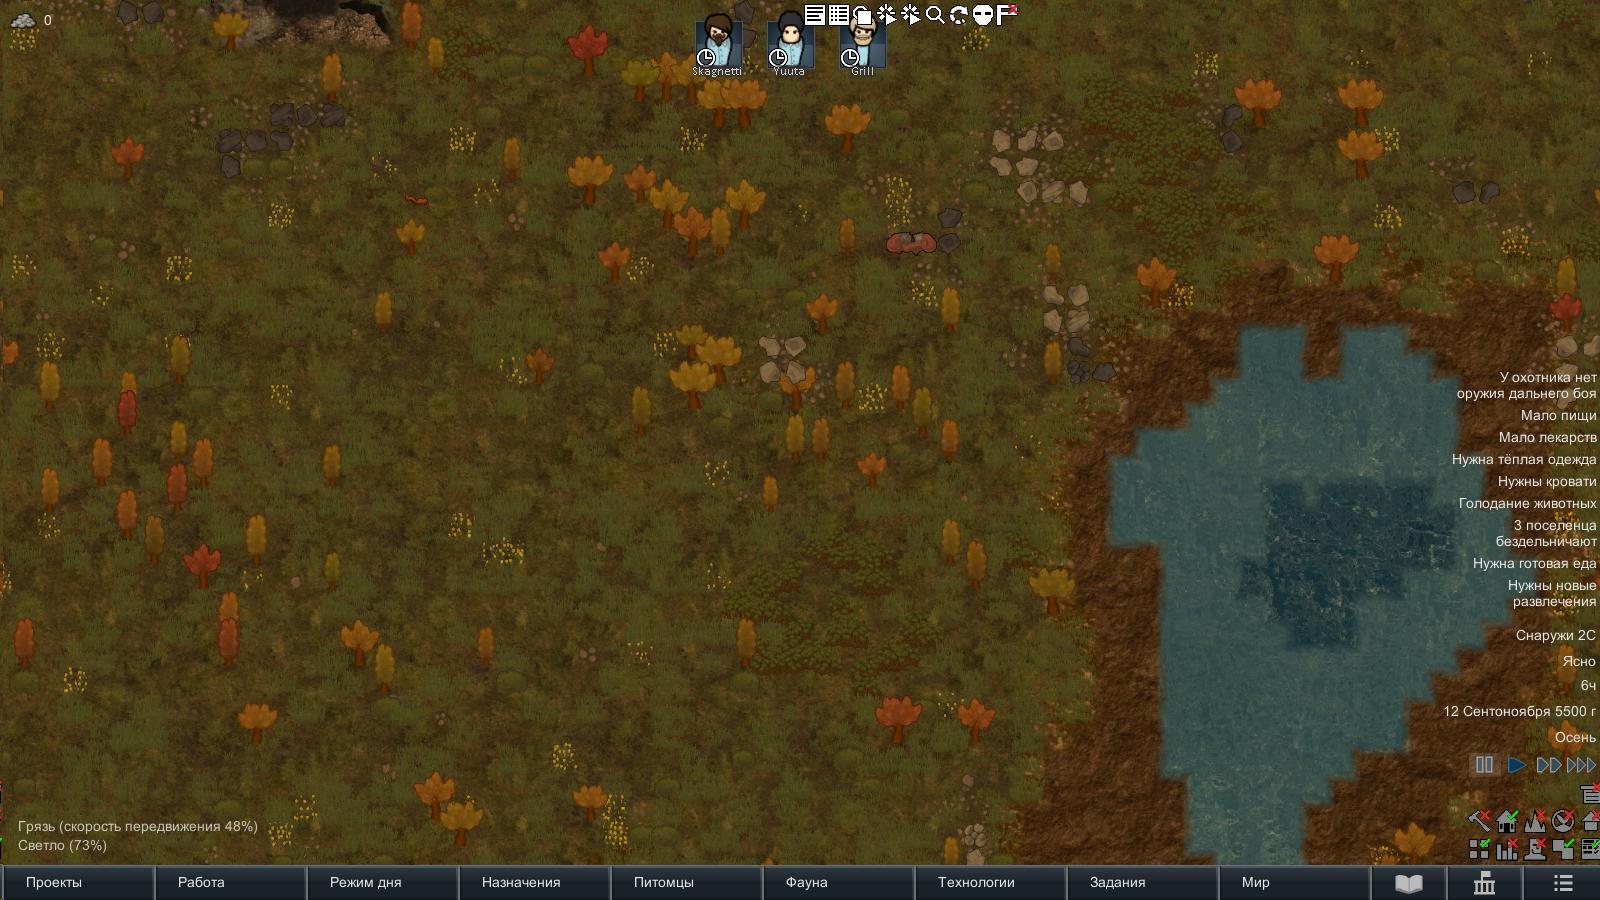 0
Skagnetti Yuuta Grill
У охотника нет
оружия дальнего боя
Мало пищи
Мало лекарств
Нужна тёплая одежда
Нужны кровати
Голодание животных
3 поселенца
бездельничают
Нужна готовая еда
Нужны новые
развлечения
Снаружи 2C
Ясно
6ч
12 Сентоноября 5500 г
Осень
Грязь (скорость передвижения 48%)
Светло (73%)
Проекты Работа Режим дня Назначения Питомцы Фауна Технологии Задания Мир